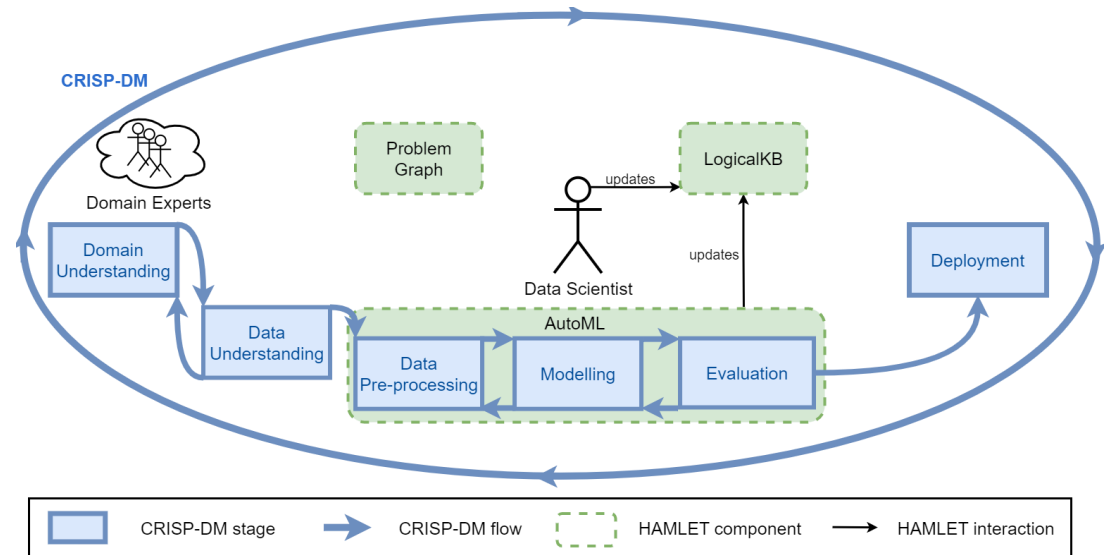 CRISP-DM
Problem
Graph
LogicalKB
updates
Domain Experts
Domain
Understanding
updates
Deployment
Data Scientist
AutoML
Data
Understanding
Data
Pre-processing
Modelling
Evaluation
CRISP-DM stage
CRISP-DM flow
HAMLET component
HAMLET interaction